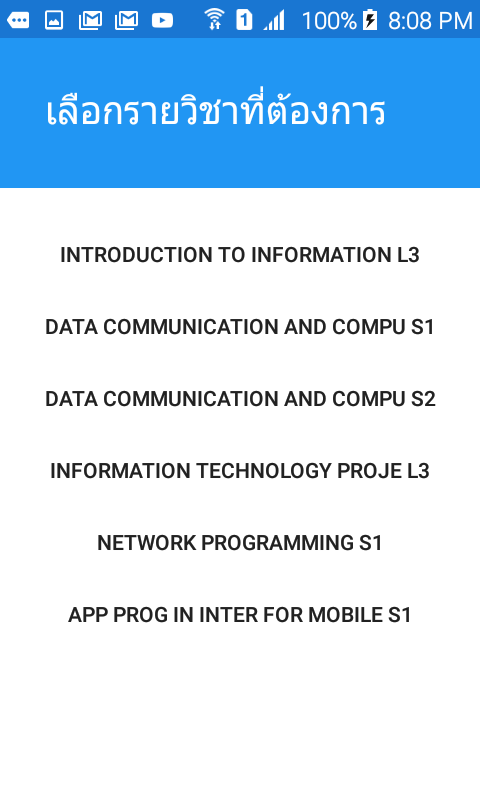 100% 8:08 PM
เลือกรายวิชาที่ต้องการ
INTRODUCTION TO INFORMATION L3
DATA COMMUNICATION AND COMPU S1
DATA COMMUNICATION AND COMPU S2
INFORMATION TECHNOLOGY PROJE L3
NETWORK PROGRAMMING S1
APP PROG IN INTER FOR MOBILE S1